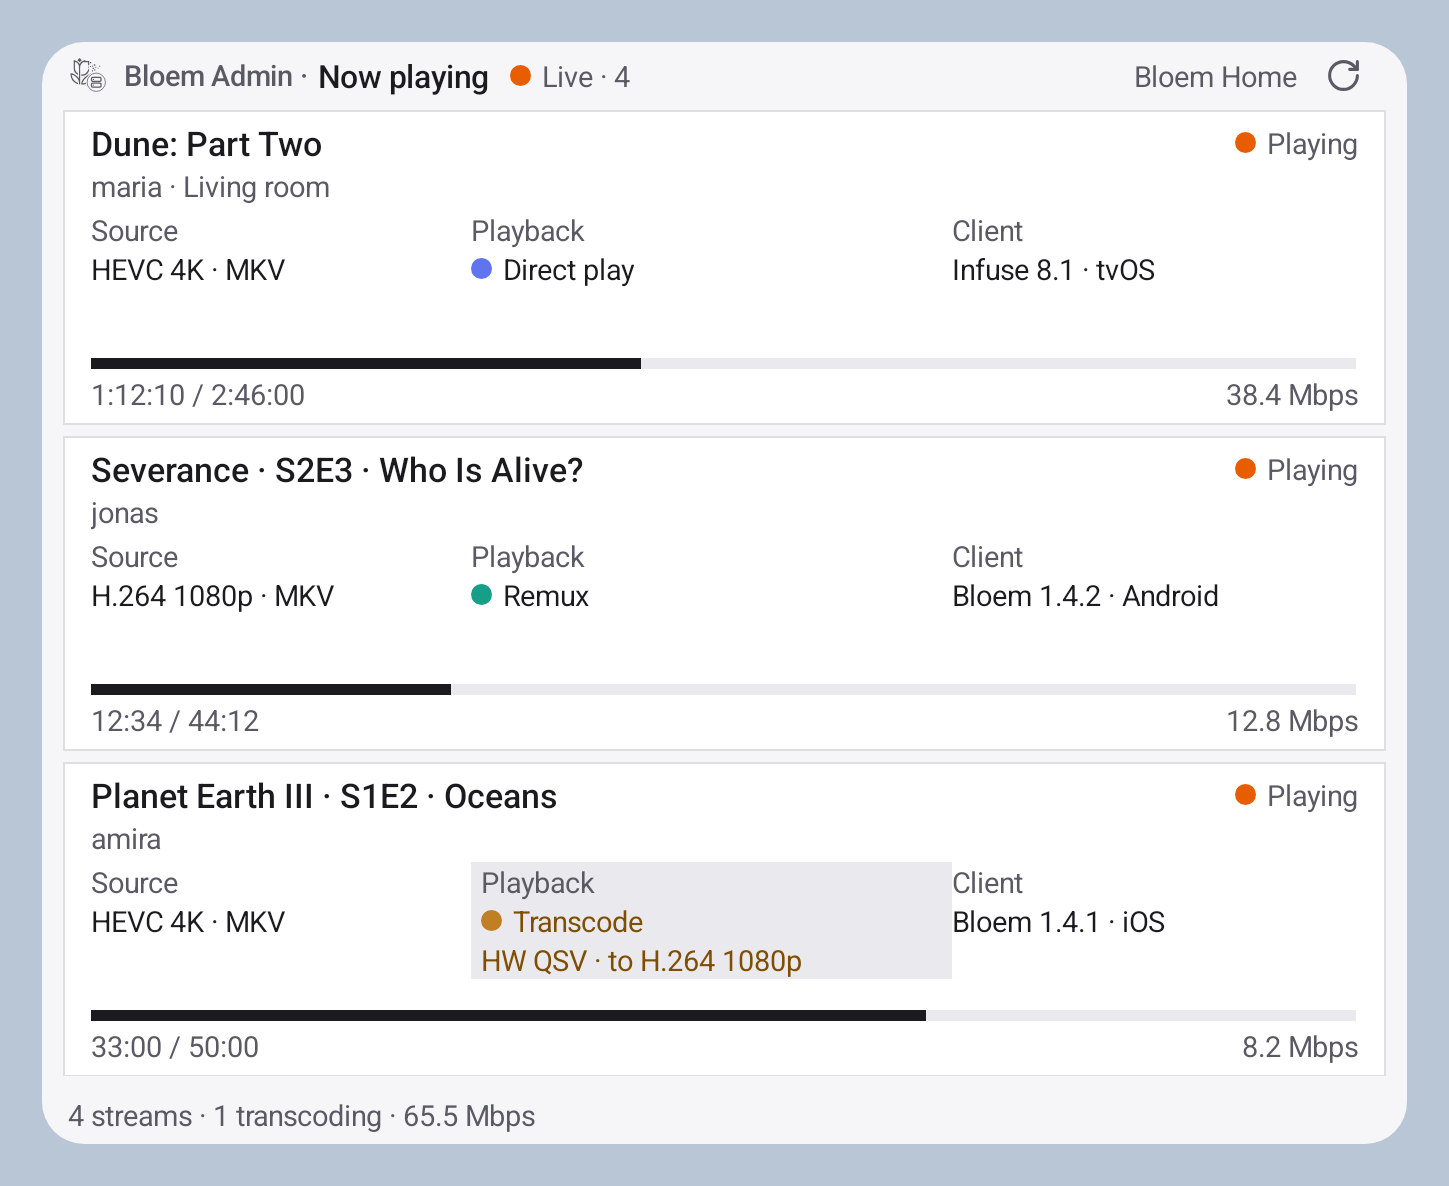 Bloem Admin · Now playing Live · 4 Bloem Home
Dune: Part Two Playing
maria · Living room
Source Playback Client
HEVC 4K · MKV Direct play Infuse 8.1 · tvOS
1:12:10 / 2:46:00 38.4 Mbps
Severance · S2E3 · Who Is Alive? Playing
jonas
Source Playback Client
H.264 1080p · MKV Remux Bloem 1.4.2 · Android
12:34 / 44:12 12.8 Mbps
Planet Earth III · S1E2 · Oceans Playing
amira
Source Playback Client
HEVC 4K · MKV Transcode Bloem 1.4.1 · iOS
HW QSV · to H.264 1080p
33:00 / 50:00 8.2 Mbps
4 streams · 1 transcoding · 65.5 Mbps